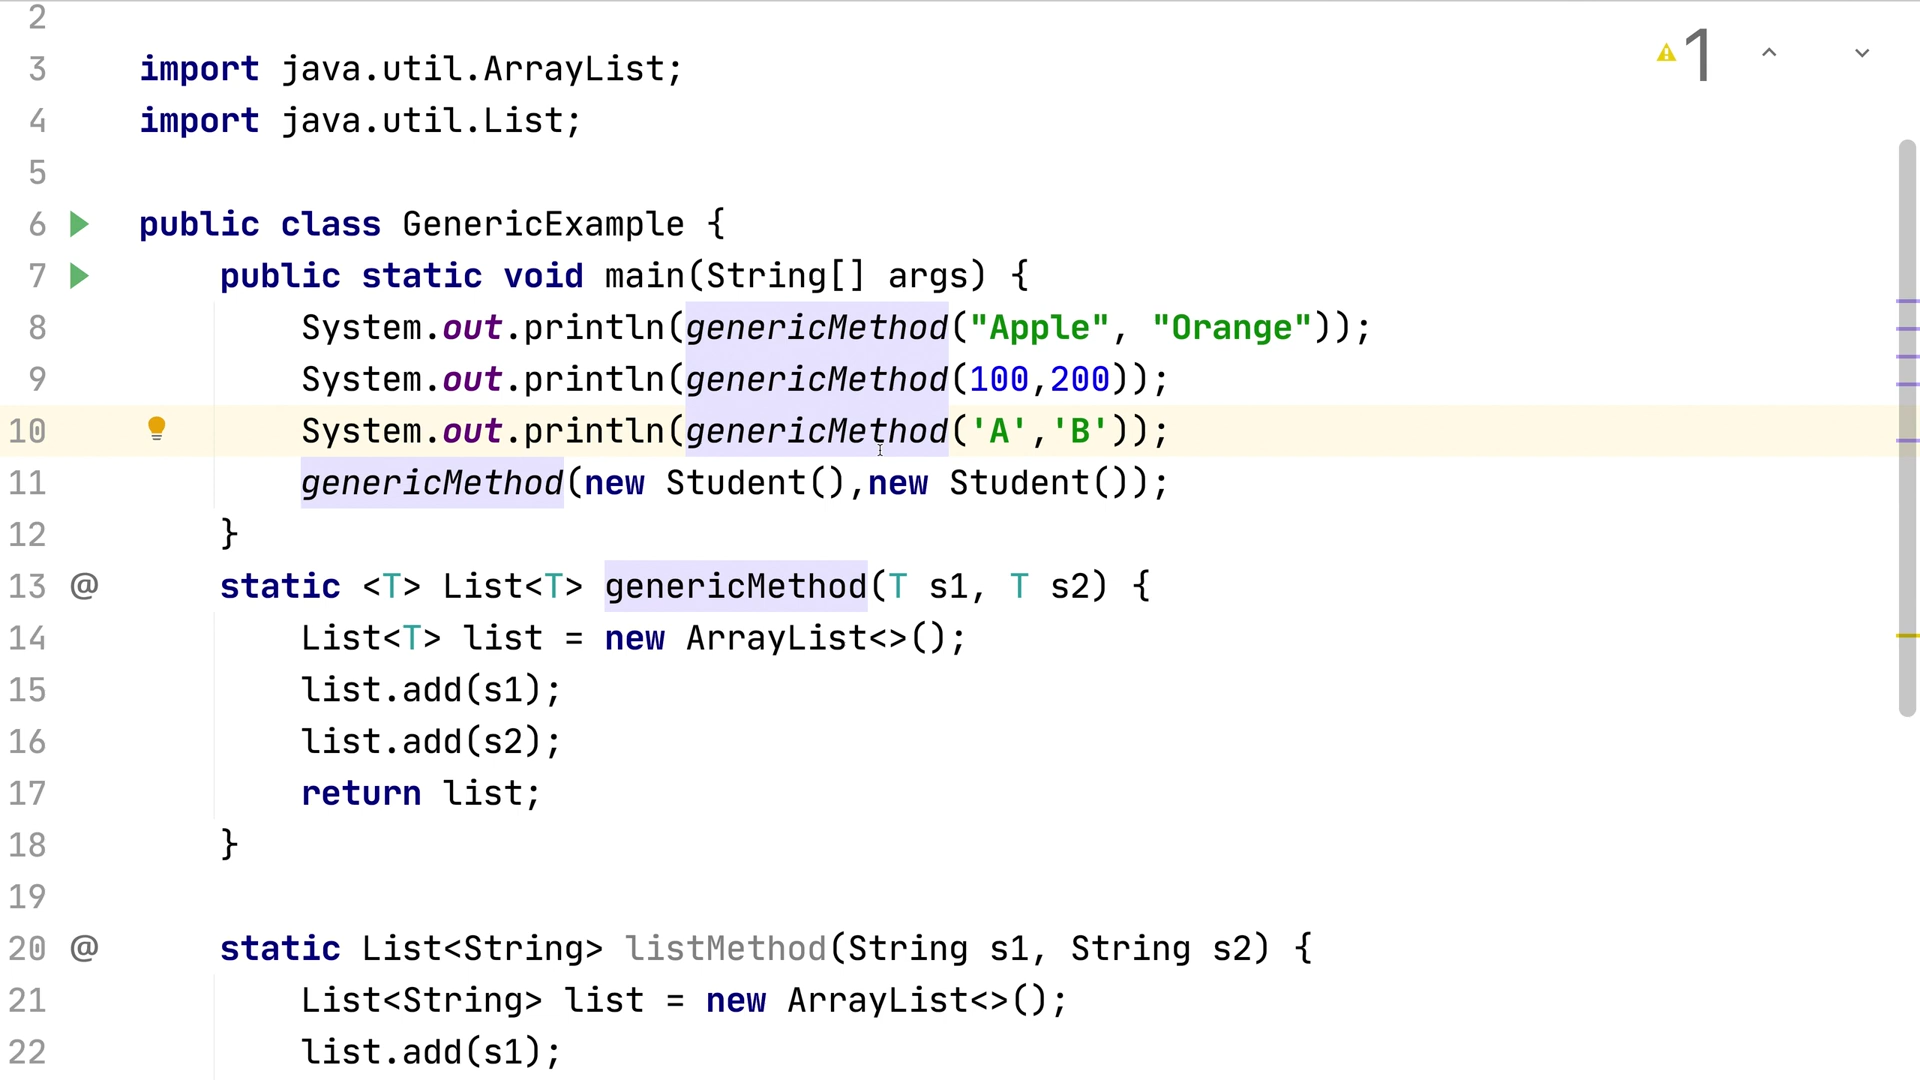 2
3 import java.util.ArrayList;
4 import java.util.List;
5
6 public class GenericExample {
7 public static void main(String[] args) {
8 System.out.println(genericMethod("Apple", "Orange"));
9 System.out.println(genericMethod(100,200));
10 System.out.println(genericMethod('A','B'));
11 genericMethod(new Student(),new Student());
12 }
13 @ static <T> List<T> genericMethod(T s1, T s2) {
14 List<T> list = new ArrayList<>();
15 list.add(s1);
16 list.add(s2);
17 return list;
18 }
19
20 @ static List<String> listMethod(String s1, String s2) {
21 List<String> list = new ArrayList<>();
22 list.add(s1);
1